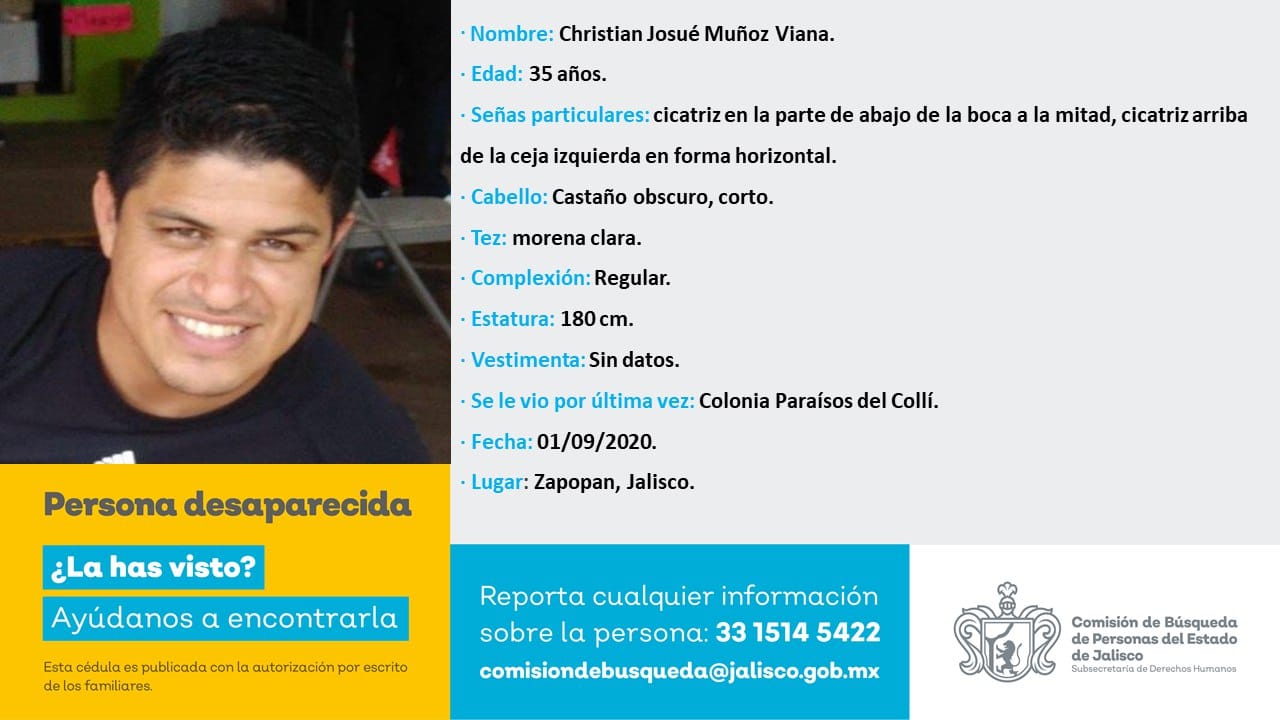 · Nombre: Christian Josué Muñoz Viana.
· Edad: 35 años.
· Señas particulares: cicatriz en la parte de abajo de la boca a la mitad, cicatriz arriba
de la ceja izquierda en forma horizontal.
· Cabello: Castaño obscuro, corto.
· Tez: morena clara.
· Complexión: Regular.
· Estatura: 180 cm.
· Vestimenta: Sin datos.
· Se le vio por última vez: Colonia Paraísos del Collí.
· Fecha: 01/09/2020.
· Lugar: Zapopan, Jalisco.
Persona desaparecida
¿La has visto?
Ayúdanos a encontrarla
Esta cédula es publicada con la autorización por escrito
de los familiares.
Reporta cualquier información
sobre la persona: 33 1514 5422
comisiondebusqueda@jalisco.gob.mx
Comisión de Búsqueda
de Personas del Estado
de Jalisco
Subsecretaría de Derechos Humanos